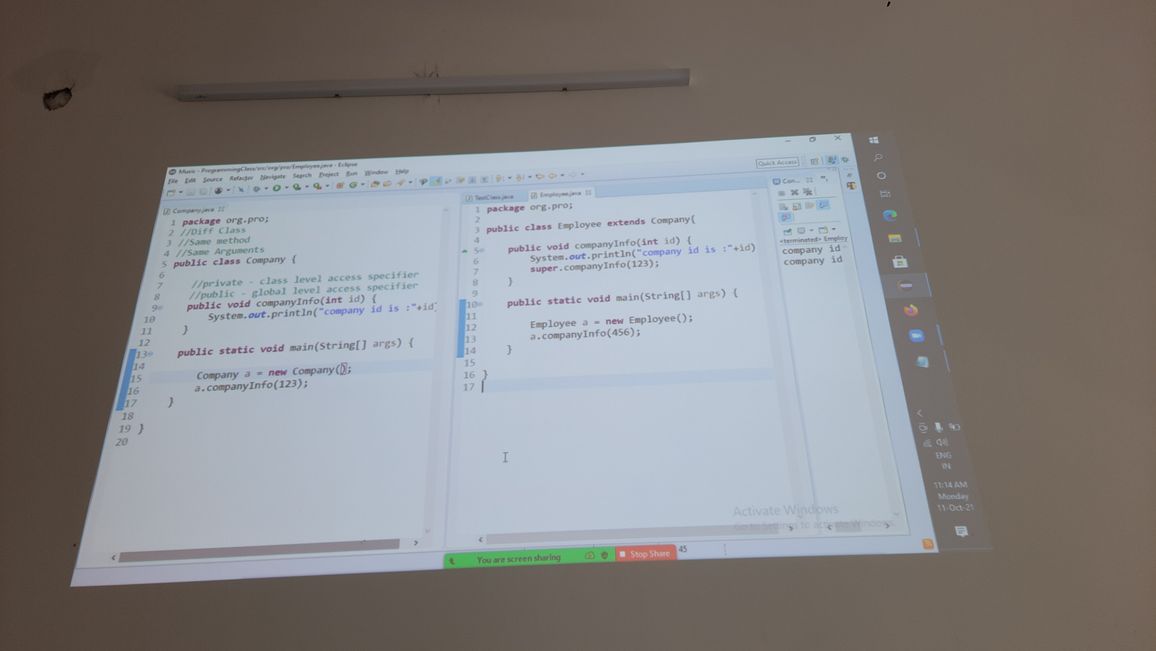 Music - ProgrammingClass/src/org/pro/Employee.java - Eclipse
File Edit Source Refactor Navigate Search Project Run Window Help
Quick Access
Company.java
1 package org.pro;
2 //Diff Class
3 //Same method
4 //Same Arguments
5 public class Company {
6
7 //private - class level access specifier
8 //public - global level access specifier
9 public void companyInfo(int id) {
10 System.out.println("company id is :"+id
11 }
12
13 public static void main(String[] args) {
14
15 Company a = new Company();
16 a.companyInfo(123);
17 }
18
19 }
20
TestClass.java Employee.java
1 package org.pro;
2
3 public class Employee extends Company{
4
5 public void companyInfo(int id) {
6 System.out.println("company id is :"+id)
7 super.companyInfo(123);
8 }
9
10 public static void main(String[] args) {
11
12 Employee a = new Employee();
13 a.companyInfo(456);
14 }
15
16 }
17
Con...
<terminated> Employ
company id
company id
Activate Windows
Go to Settings to activate Windows.
You are screen sharing
Stop Share
45
ENG
IN
11:14 AM
Monday
11-Oct-21